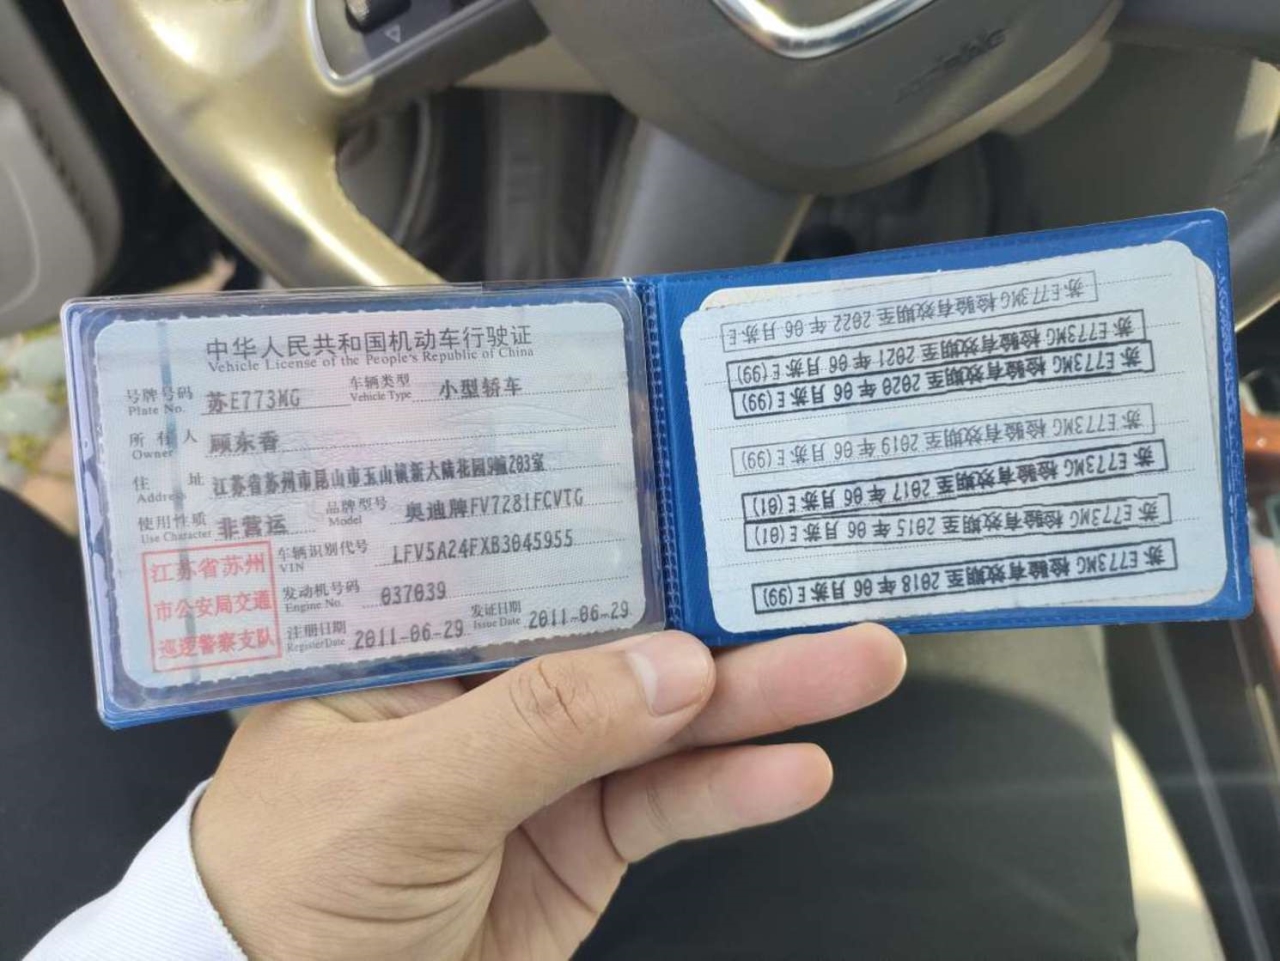 中华人民共和国机动车行驶证
Vehicle License of the People's Republic of China
号牌号码 苏E773MG 车辆类型 小型轿车
Plate No. Vehicle Type
所有人 顾东香
Owner
住址 江苏省苏州市昆山市玉山镇新大陆花园9幢203室
Address
使用性质 非营运 品牌型号 奥迪牌FV7281FCVTG
Use Character Model
江苏省苏州
市公安局交通
巡逻警察支队
车辆识别代号 LFV5A24FXB3045955
VIN
发动机号码 037039
Engine No.
注册日期 2011-06-29 发证日期 2011-06-29
Register Date Issue Date
苏E773MG 检验有效期至 2018 年 06 月苏E(99)
苏E773MG 检验有效期至 2015 年 06 月苏E(01)
苏E773MG 检验有效期至 2017 年 06 月苏E(01)
苏E773MG 检验有效期至 2019 年 06 月苏E(99)
苏E773MG 检验有效期至 2020 年 06 月苏E(99)
苏E773MG 检验有效期至 2021 年 06 月苏E(99)
苏E773MG 检验有效期至 2022 年 06 月苏E